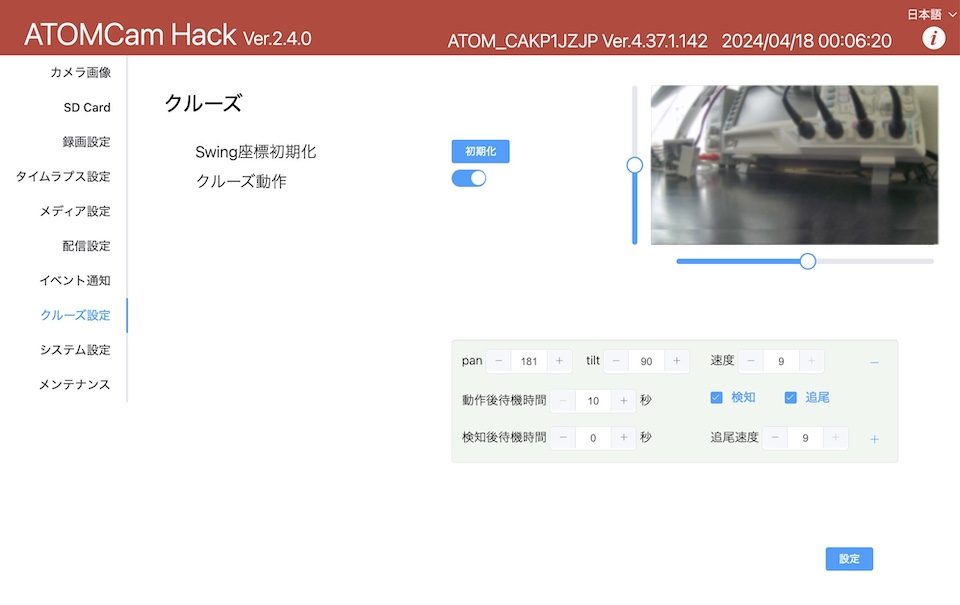 日本語
ATOMCam Hack Ver.2.4.0
ATOM_CAKP1JZJP Ver.4.37.1.142 2024/04/18 00:06:20
i
カメラ画像
SD Card
録画設定
タイムラプス設定
メディア設定
配信設定
イベント通知
クルーズ設定
システム設定
メンテナンス
クルーズ
Swing座標初期化 初期化
クルーズ動作
pan − 181 + tilt − 90 + 速度 − 9 + −
動作後待機時間 − 10 + 秒 検知 追尾
検知後待機時間 − 0 + 秒 追尾速度 − 9 + +
設定